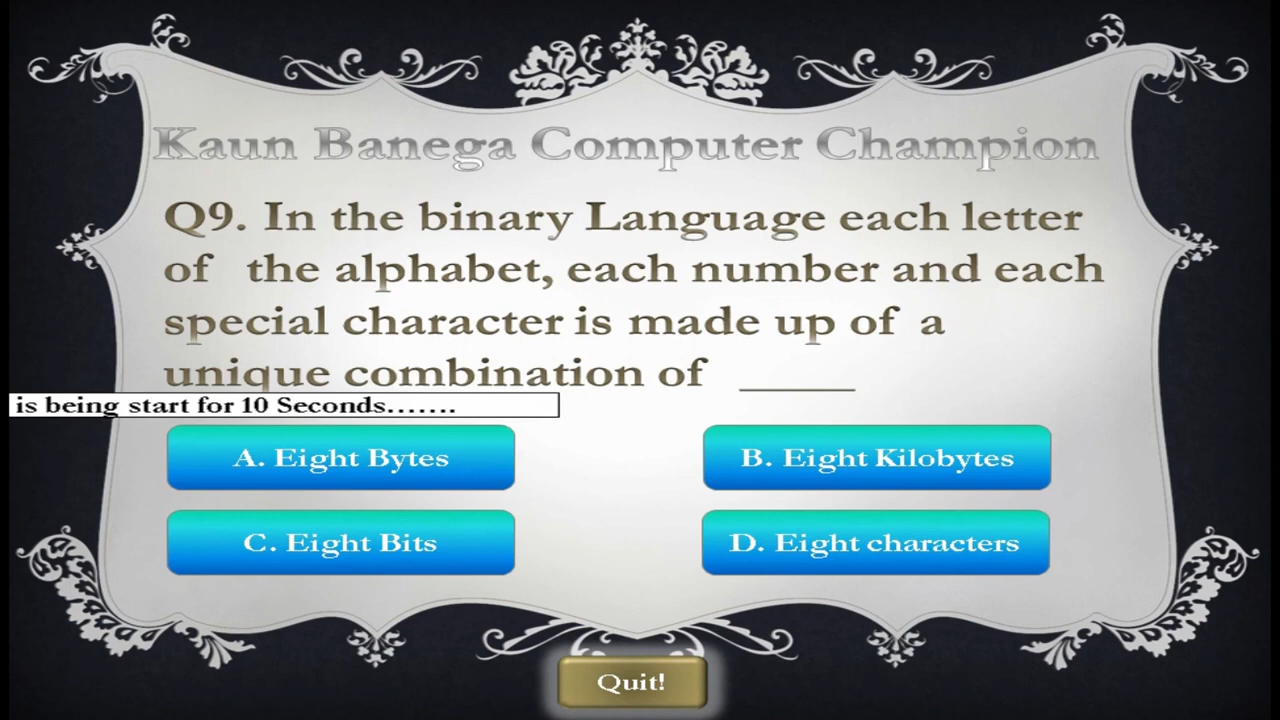 Kaun Banega Computer Champion
Q9. In the binary Language each letter
of the alphabet, each number and each
special character is made up of a
unique combination of _____
is being start for 10 Seconds.......
A. Eight Bytes
B. Eight Kilobytes
C. Eight Bits
D. Eight characters
Quit!